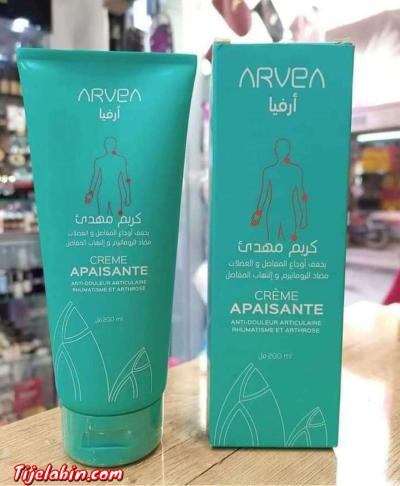 ARVEA
أرفيا
كريم مهدئ
يخفف أوجاع المفاصل و العضلات
مضاد للروماتيزم و إلتهاب المفاصل
CREME
APAISANTE
ANTI-DOULEUR ARTICULAIRE
RHUMATISME ET ARTHROSE
200 ml مل
ARVEA
أرفيا
كريم مهدئ
يخفف أوجاع المفاصل و العضلات
مضاد للروماتيزم و إلتهاب المفاصل
CRÈME
APAISANTE
ANTI-DOULEUR ARTICULAIRE
RHUMATISME ET ARTHROSE
200 ml مل
Tijelabin.com